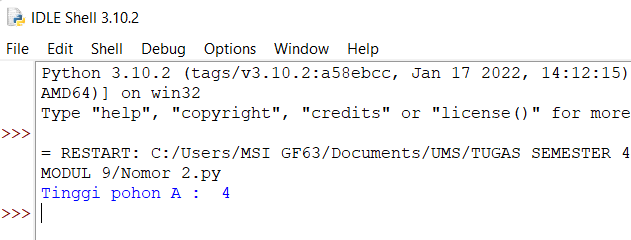 IDLE Shell 3.10.2
File Edit Shell Debug Options Window Help
Python 3.10.2 (tags/v3.10.2:a58ebcc, Jan 17 2022, 14:12:15)
AMD64)] on win32
Type "help", "copyright", "credits" or "license()" for more
>>>
= RESTART: C:/Users/MSI GF63/Documents/UMS/TUGAS SEMESTER 4
MODUL 9/Nomor 2.py
Tinggi pohon A :  4
>>>